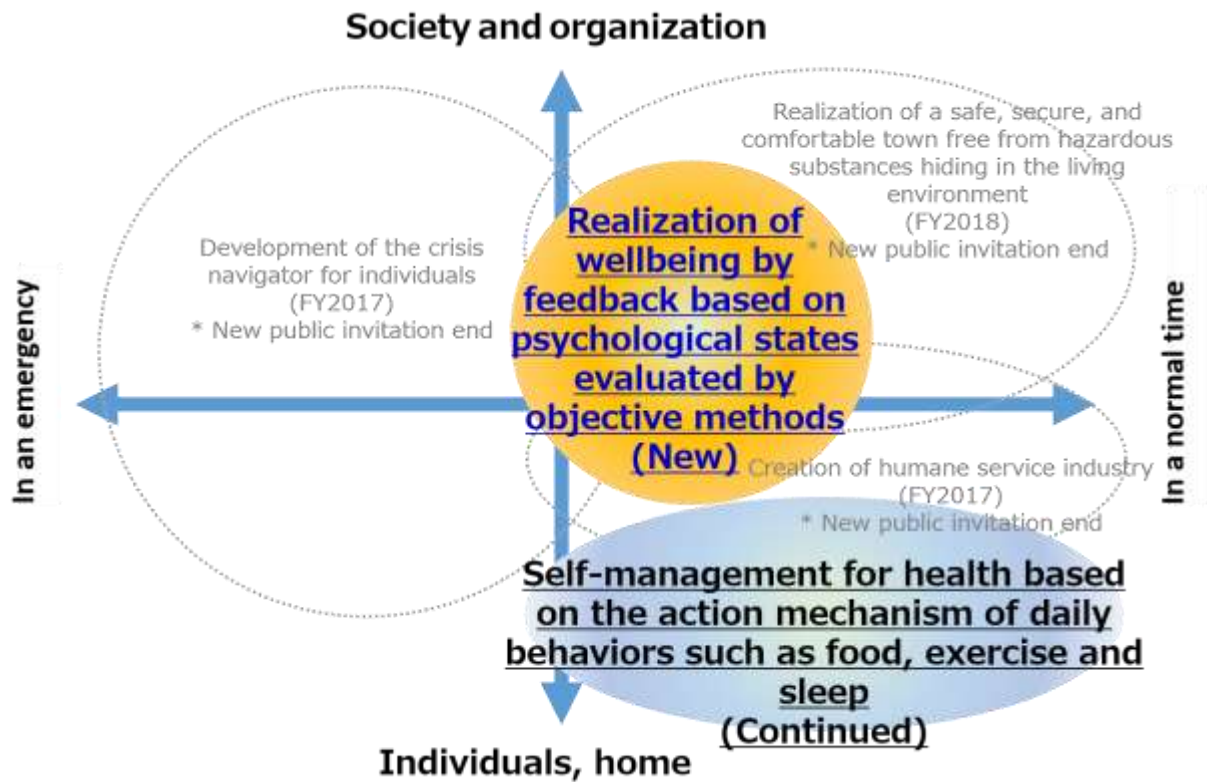 Society and organization
Realization of a safe, secure, and
comfortable town free from hazardous
substances hiding in the living
environment
(FY2018)
* New public invitation end
Development of the crisis
navigator for individuals
(FY2017)
* New public invitation end
Realization of
wellbeing by
feedback based on
psychological states
evaluated by
objective methods
(New)
In an emergency
In a normal time
Creation of humane service industry
(FY2017)
* New public invitation end
Self-management for health based
on the action mechanism of daily
behaviors such as food, exercise and
sleep
(Continued)
Individuals, home